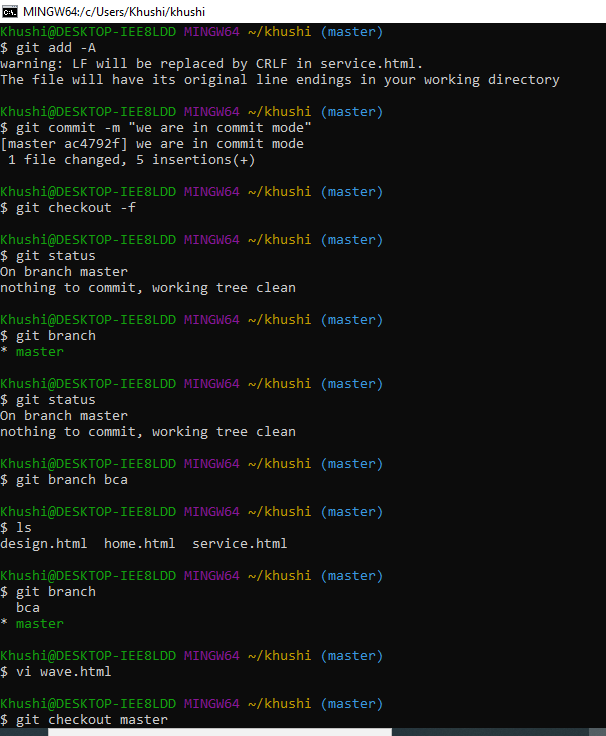 MINGW64:/c/Users/Khushi/khushi
Khushi@DESKTOP-IEE8LDD MINGW64 ~/khushi (master)
$ git add -A
warning: LF will be replaced by CRLF in service.html.
The file will have its original line endings in your working directory
Khushi@DESKTOP-IEE8LDD MINGW64 ~/khushi (master)
$ git commit -m "we are in commit mode"
[master ac4792f] we are in commit mode
 1 file changed, 5 insertions(+)
Khushi@DESKTOP-IEE8LDD MINGW64 ~/khushi (master)
$ git checkout -f
Khushi@DESKTOP-IEE8LDD MINGW64 ~/khushi (master)
$ git status
On branch master
nothing to commit, working tree clean
Khushi@DESKTOP-IEE8LDD MINGW64 ~/khushi (master)
$ git branch
* master
Khushi@DESKTOP-IEE8LDD MINGW64 ~/khushi (master)
$ git status
On branch master
nothing to commit, working tree clean
Khushi@DESKTOP-IEE8LDD MINGW64 ~/khushi (master)
$ git branch bca
Khushi@DESKTOP-IEE8LDD MINGW64 ~/khushi (master)
$ ls
design.html  home.html  service.html
Khushi@DESKTOP-IEE8LDD MINGW64 ~/khushi (master)
$ git branch
  bca
* master
Khushi@DESKTOP-IEE8LDD MINGW64 ~/khushi (master)
$ vi wave.html
Khushi@DESKTOP-IEE8LDD MINGW64 ~/khushi (master)
$ git checkout master